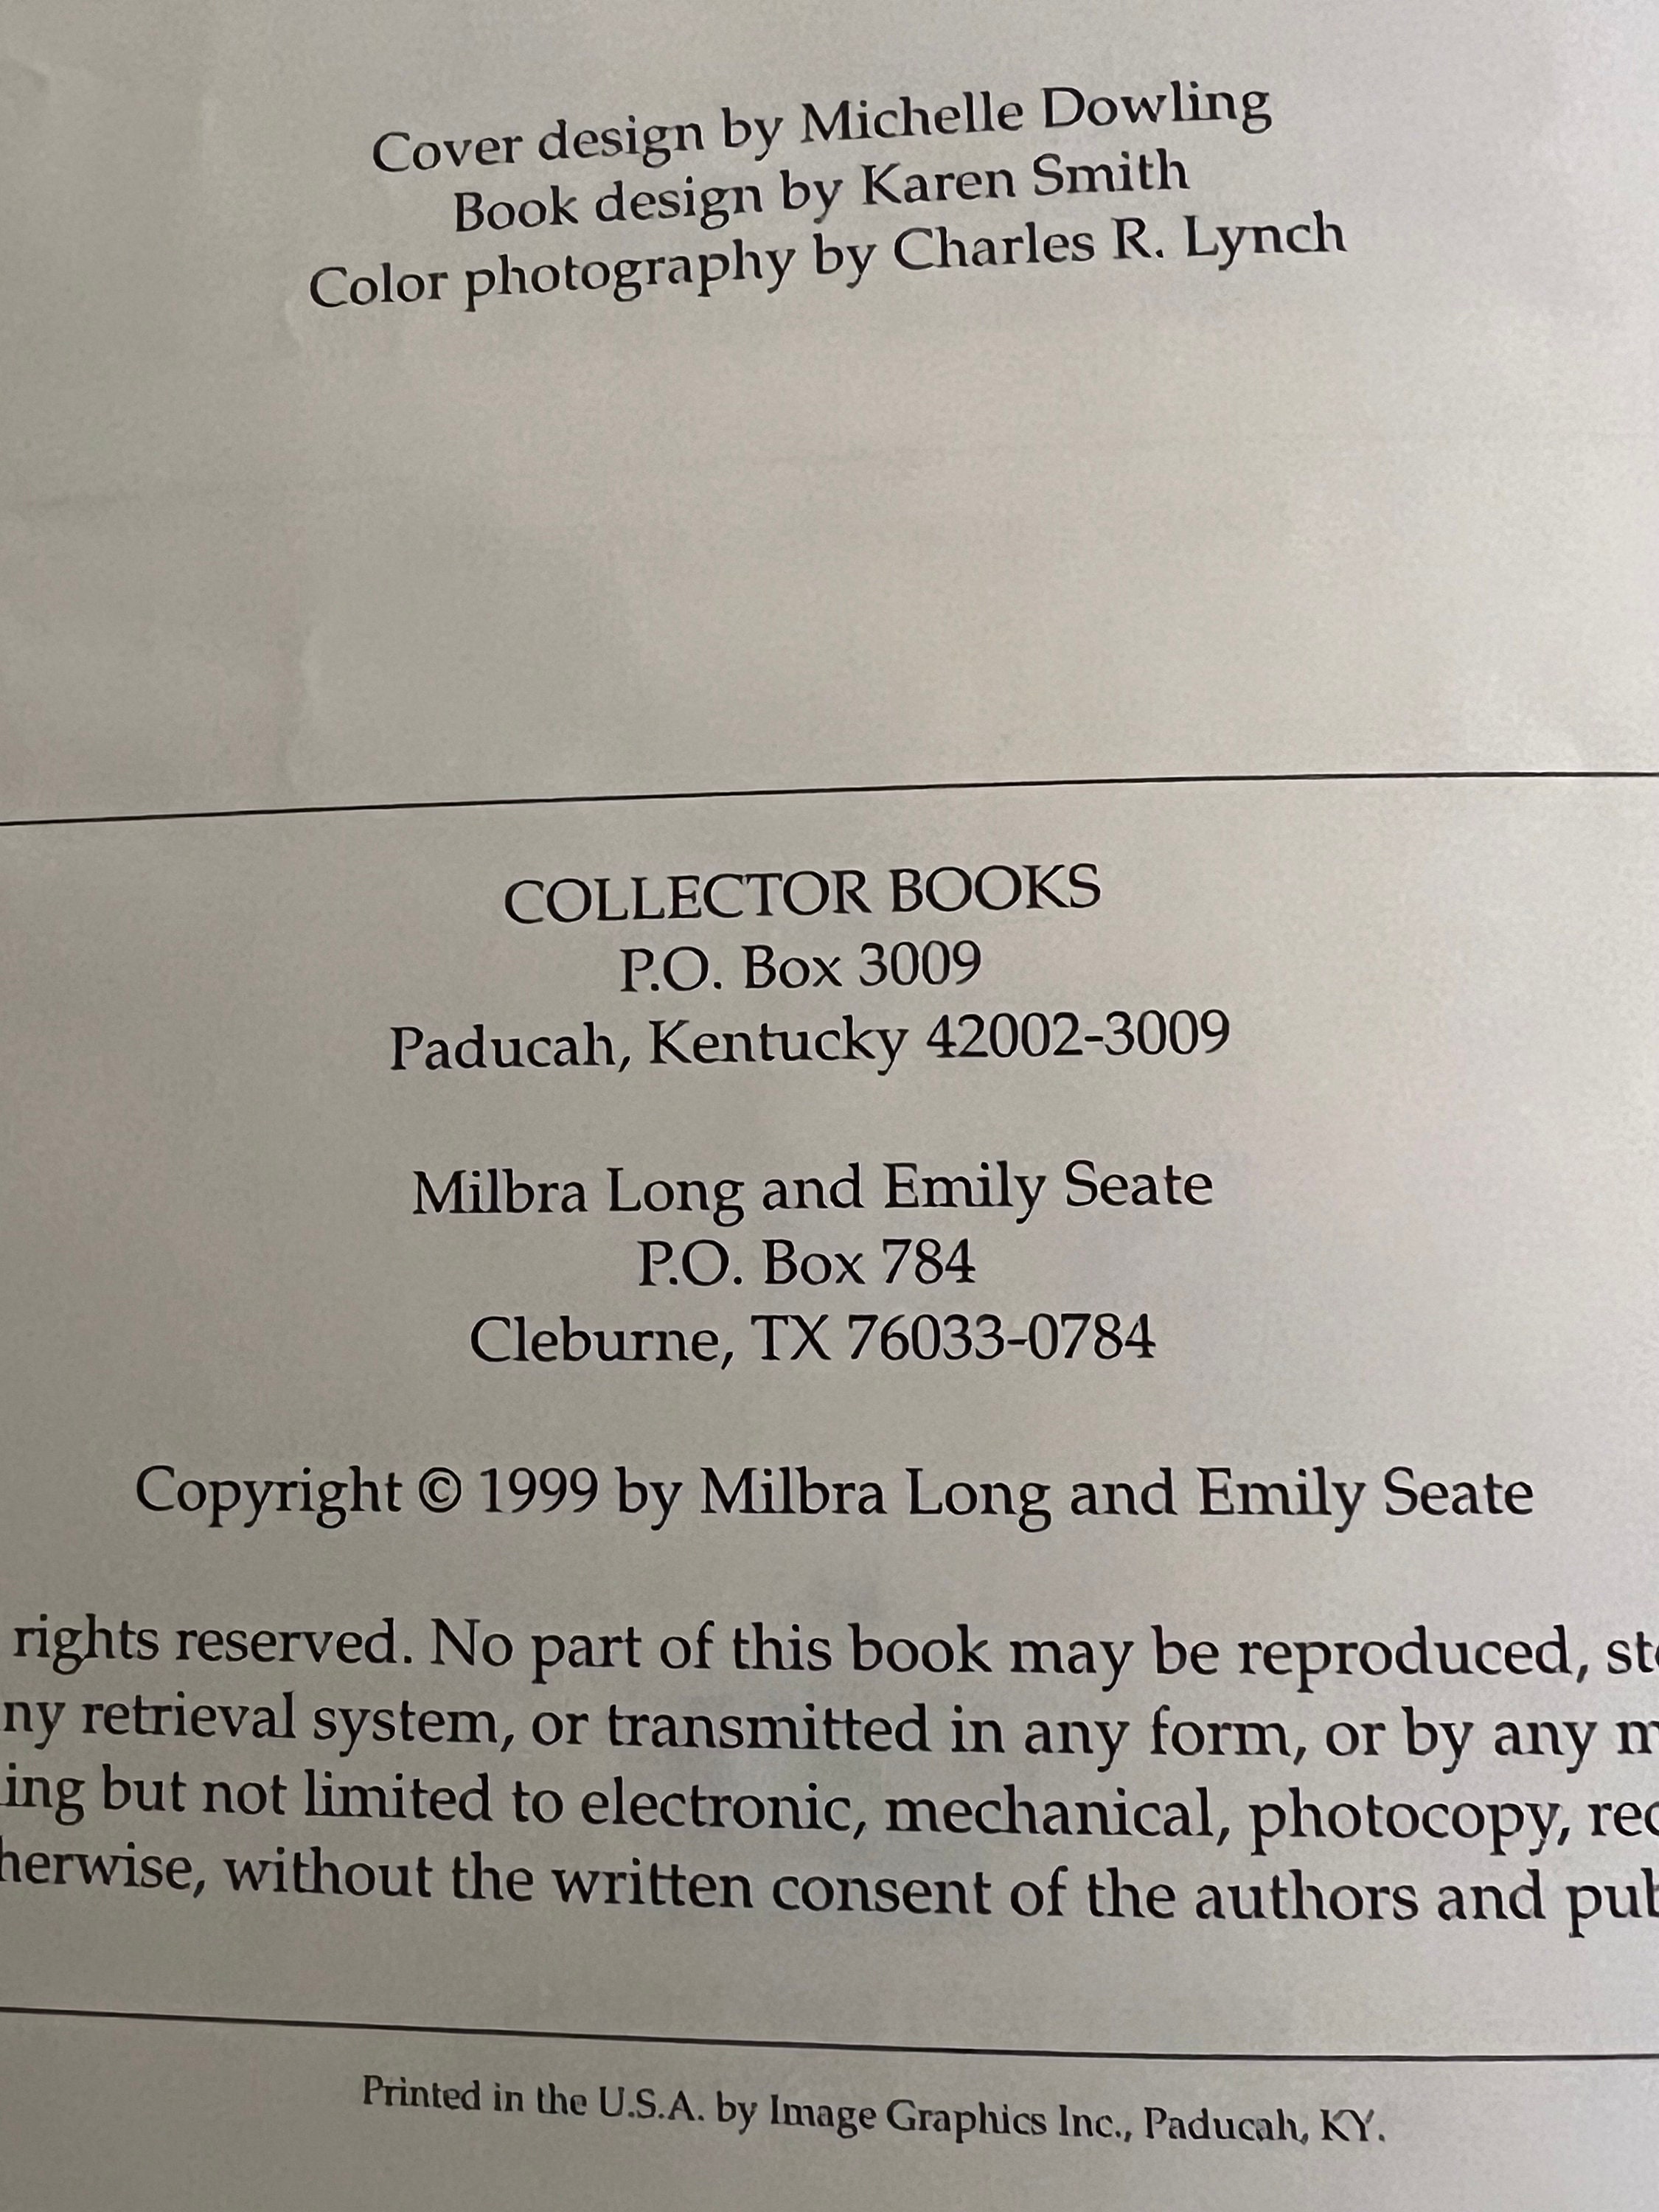 Cover design by Michelle Dowling
Book design by Karen Smith
Color photography by Charles R. Lynch
COLLECTOR BOOKS
P.O. Box 3009
Paducah, Kentucky 42002-3009
Milbra Long and Emily Seate
P.O. Box 784
Cleburne, TX 76033-0784
Copyright © 1999 by Milbra Long and Emily Seate
rights reserved. No part of this book may be reproduced,
retrieval system, or transmitted in any form, or by any
but not limited to electronic, mechanical, photocopy,
without the written consent of the authors and
Printed in the U.S.A. by Image Graphics Inc., Paducah, KY.